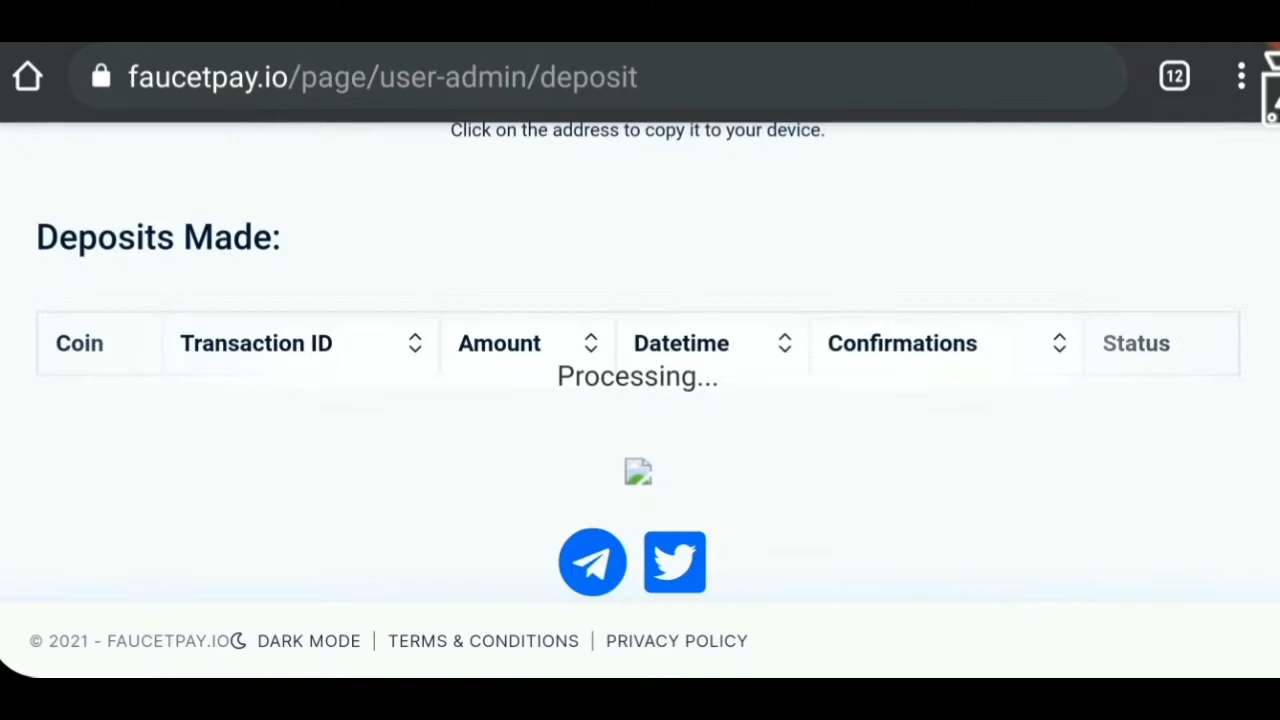 faucetpay.io/page/user-admin/deposit
12
Click on the address to copy it to your device.
Deposits Made:
Coin Transaction ID Amount Datetime Confirmations Status
Processing...
© 2021 - FAUCETPAY.IO DARK MODE | TERMS & CONDITIONS | PRIVACY POLICY